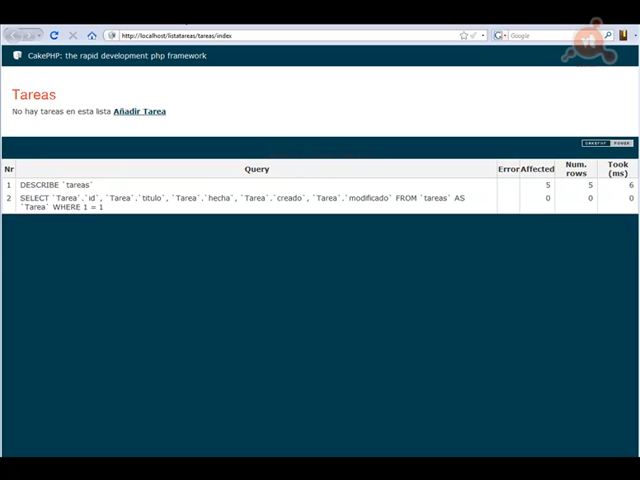 http://localhost/listatareas/tareas/index
Google
CakePHP: the rapid development php framework
Tareas
No hay tareas en esta lista Añadir Tarea
CAKEPHP POWER
Nr Query Error Affected Num. rows Took (ms)
1 DESCRIBE `tareas` 5 5 6
2 SELECT `Tarea`.`id`, `Tarea`.`titulo`, `Tarea`.`hecha`, `Tarea`.`creado`, `Tarea`.`modificado` FROM `tareas` AS 0 0 0
`Tarea` WHERE 1 = 1